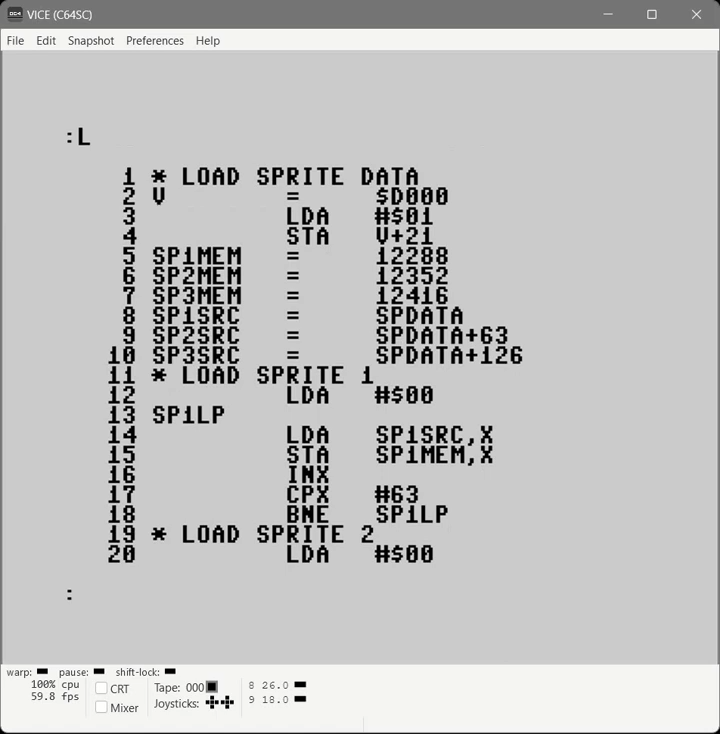 VICE (C64SC)
File Edit Snapshot Preferences Help
:L
1 * LOAD SPRITE DATA
2 V = $D000
3 LDA #$01
4 STA V+21
5 SP1MEM = 12288
6 SP2MEM = 12352
7 SP3MEM = 12416
8 SP1SRC = SPDATA
9 SP2SRC = SPDATA+63
10 SP3SRC = SPDATA+126
11 * LOAD SPRITE 1
12 LDA #$00
13 SP1LP
14 LDA SP1SRC,X
15 STA SP1MEM,X
16 INX
17 CPX #63
18 BNE SP1LP
19 * LOAD SPRITE 2
20 LDA #$00
:
warp: pause: shift-lock:
100% cpu CRT Tape: 000 8 26.0
59.8 fps Mixer Joysticks: 9 18.0